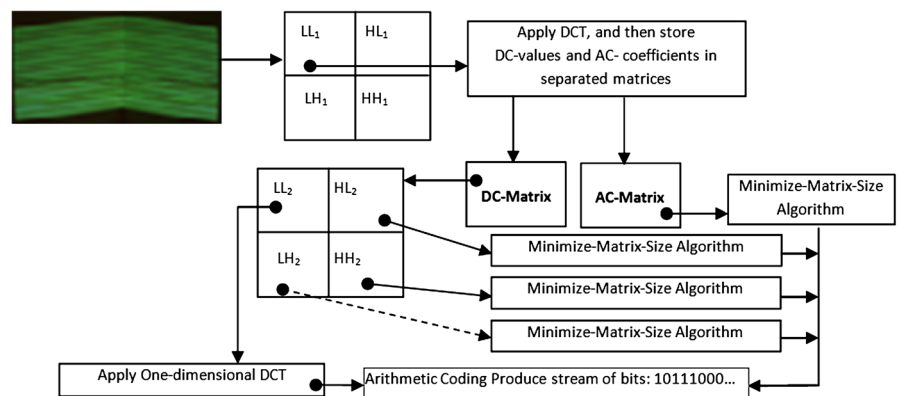 LL₁
HL₁
LH₁
HH₁
Apply DCT, and then store
DC-values and AC- coefficients in
separated matrices
LL₂
HL₂
LH₂
HH₂
DC-Matrix
AC-Matrix
Minimize-Matrix-Size
Algorithm
Minimize-Matrix-Size Algorithm
Minimize-Matrix-Size Algorithm
Minimize-Matrix-Size Algorithm
Apply One-dimensional DCT
Arithmetic Coding Produce stream of bits: 10111000...